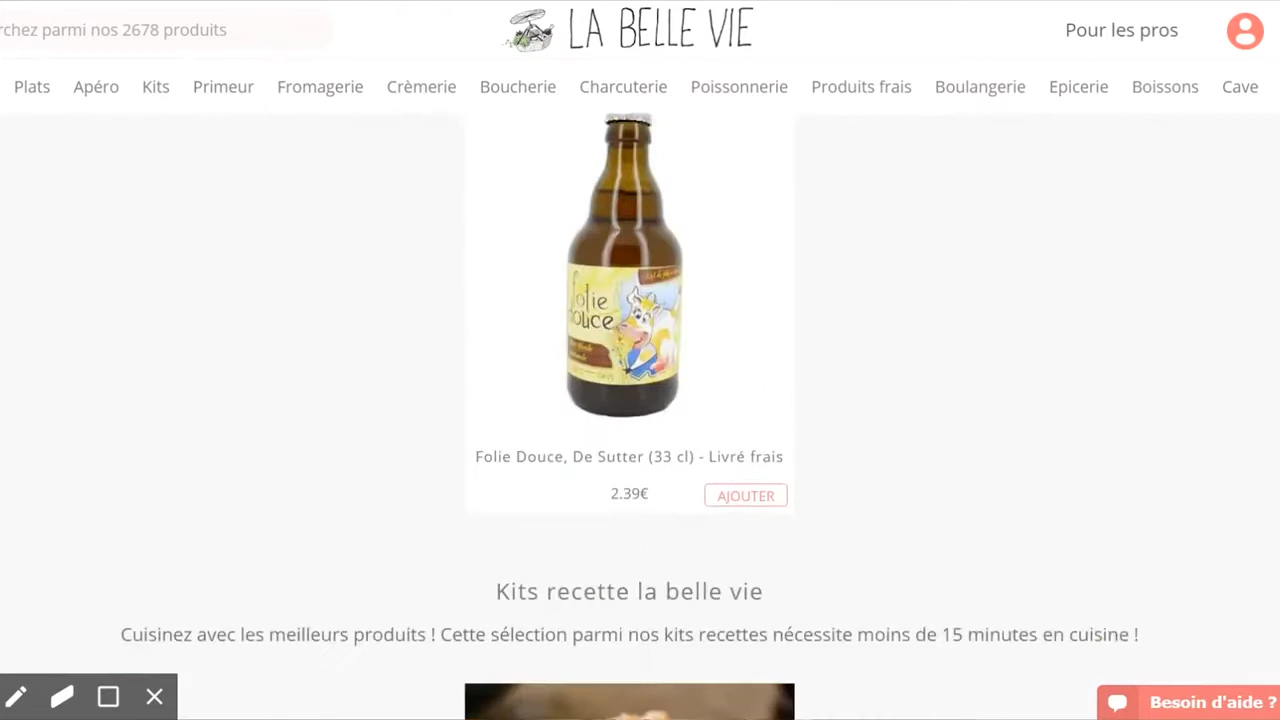 rchez parmi nos 2678 produits
LA BELLE VIE
Pour les pros
Plats Apéro Kits Primeur Fromagerie Crèmerie Boucherie Charcuterie Poissonnerie Produits frais Boulangerie Epicerie Boissons Cave
folie
douce
Folie Douce, De Sutter (33 cl) - Livré frais
2.39€
AJOUTER
Kits recette la belle vie
Cuisinez avec les meilleurs produits ! Cette sélection parmi nos kits recettes nécessite moins de 15 minutes en cuisine !
Besoin d'aide ?